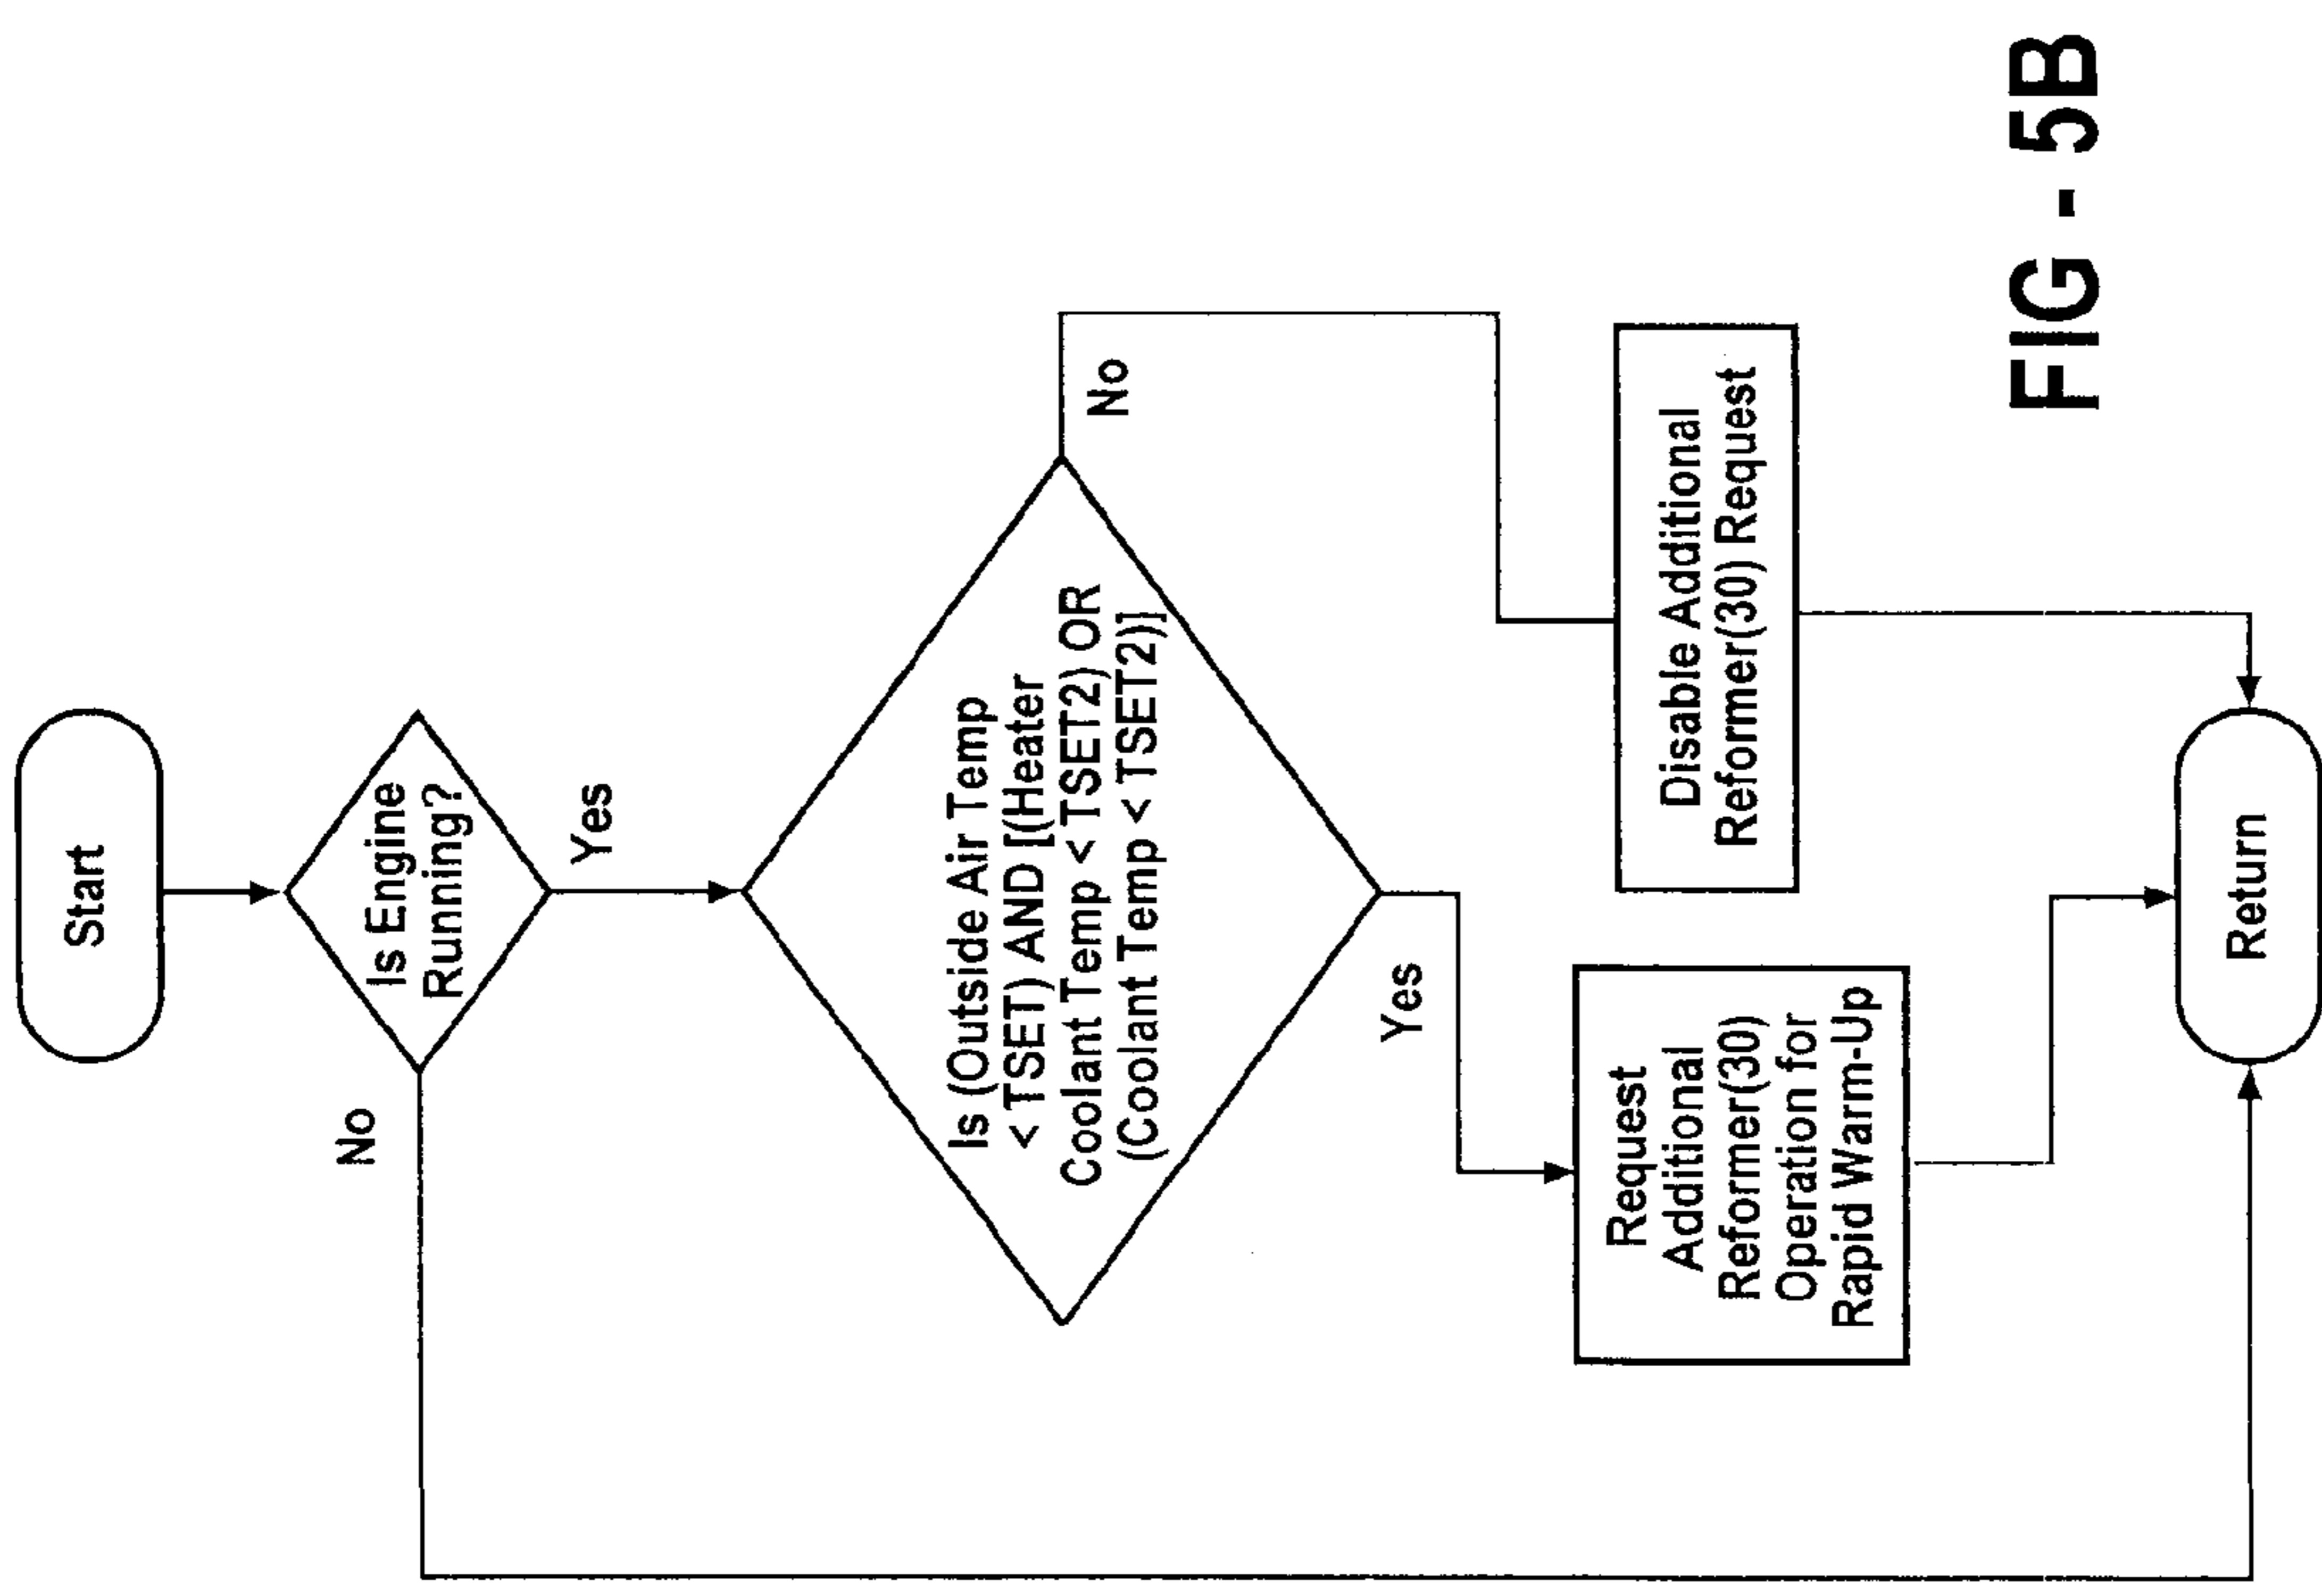 Start
Is Engine
Running?
No
Yes
Is (Outside Air Temp
< TSET) AND [(Heater
Coolant Temp < TSET2) OR
(Coolant Temp < TSET2)]
No
Yes
Request
Additional
Reformer(30)
Operation for
Rapid Warm-Up
Disable Additional
Reformer(30) Request
Return
FIG - 5B